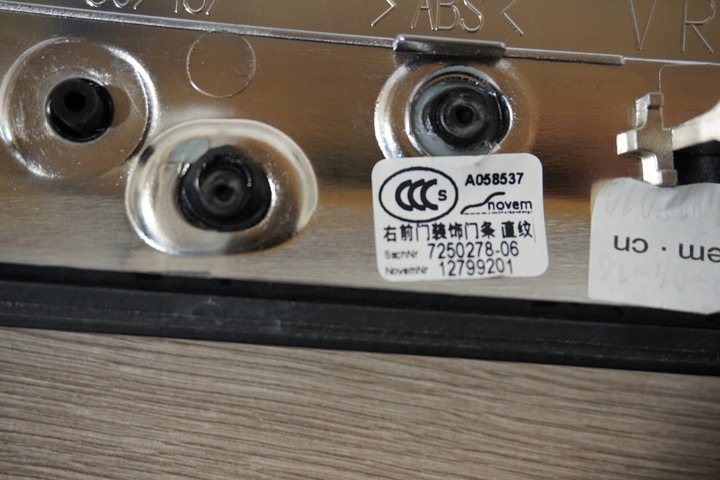 >ABS<
V R
CCC S
A058537
novem
右前门装饰门条 直纹
SachNr 7250278-06
NovemNr 12799201
em.cn